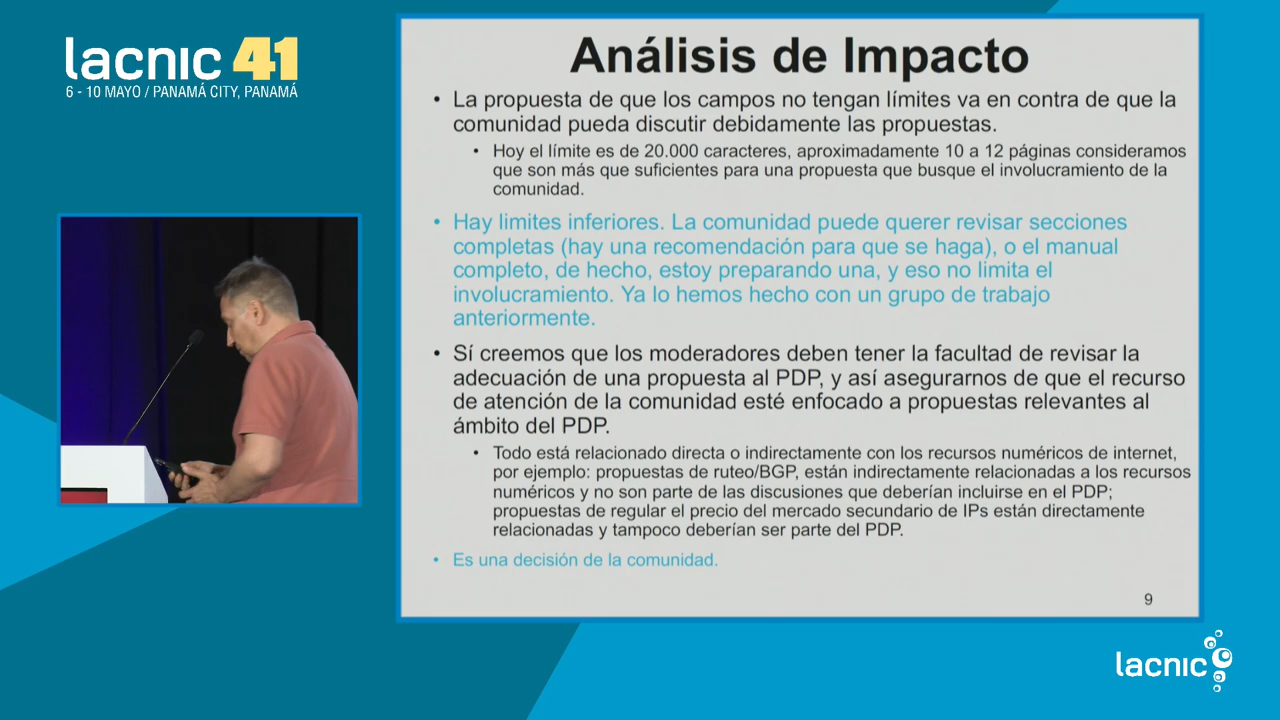 lacnic 41
6 - 10 MAYO / PANAMÁ CITY, PANAMÁ
Análisis de Impacto
• La propuesta de que los campos no tengan límites va en contra de que la
comunidad pueda discutir debidamente las propuestas.
• Hoy el límite es de 20.000 caracteres, aproximadamente 10 a 12 páginas consideramos
que son más que suficientes para una propuesta que busque el involucramiento de la
comunidad.
• Hay limites inferiores. La comunidad puede querer revisar secciones
completas (hay una recomendación para que se haga), o el manual
completo, de hecho, estoy preparando una, y eso no limita el
involucramiento. Ya lo hemos hecho con un grupo de trabajo
anteriormente.
• Sí creemos que los moderadores deben tener la facultad de revisar la
adecuación de una propuesta al PDP, y así asegurarnos de que el recurso
de atención de la comunidad esté enfocado a propuestas relevantes al
ámbito del PDP.
• Todo está relacionado directa o indirectamente con los recursos numéricos de internet,
por ejemplo: propuestas de ruteo/BGP, están indirectamente relacionadas a los recursos
numéricos y no son parte de las discusiones que deberían incluirse en el PDP;
propuestas de regular el precio del mercado secundario de IPs están directamente
relacionadas y tampoco deberían ser parte del PDP.
• Es una decisión de la comunidad.
9
lacnic